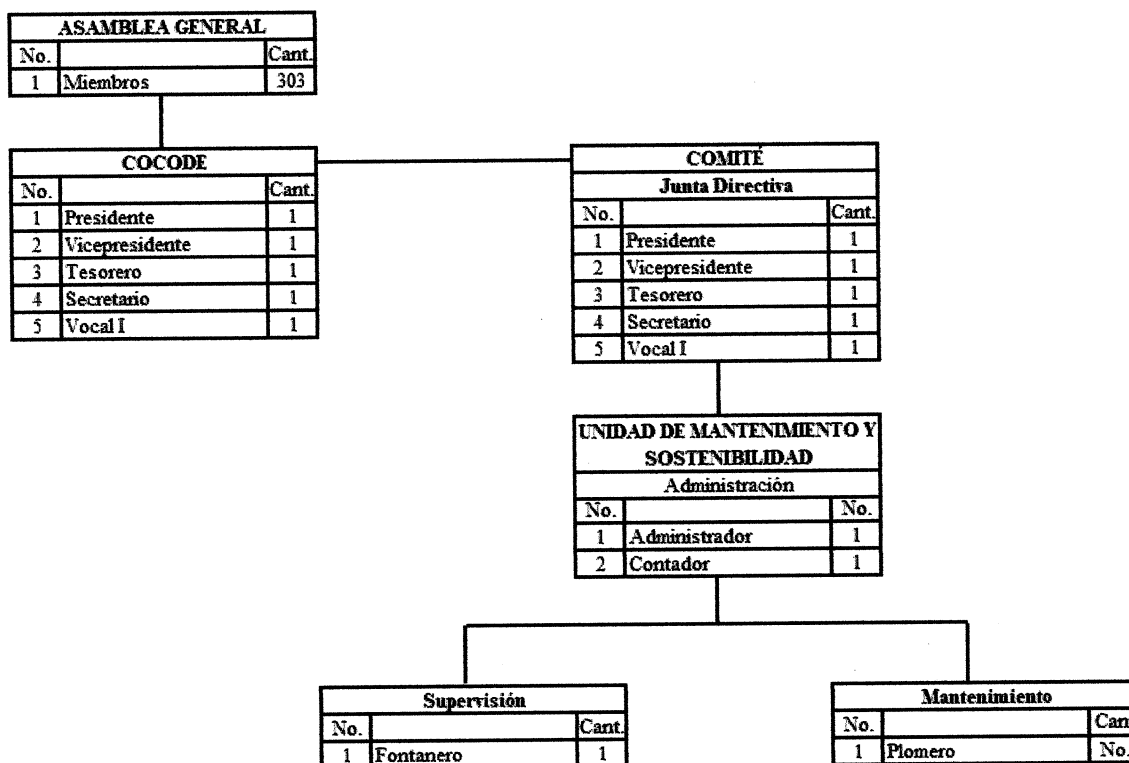 ASAMBLEA GENERAL
No. Cant.
1 Miembros 303
COCODE
No. Cant.
1 Presidente 1
2 Vicepresidente 1
3 Tesorero 1
4 Secretario 1
5 Vocal I 1
COMITÉ
Junta Directiva
No. Cant.
1 Presidente 1
2 Vicepresidente 1
3 Tesorero 1
4 Secretario 1
5 Vocal I 1
UNIDAD DE MANTENIMIENTO Y
SOSTENIBILIDAD
Administración
No. No.
1 Administrador 1
2 Contador 1
Supervisión
No. Cant.
1 Fontanero 1
Mantenimiento
No. Can
1 Plomero No.